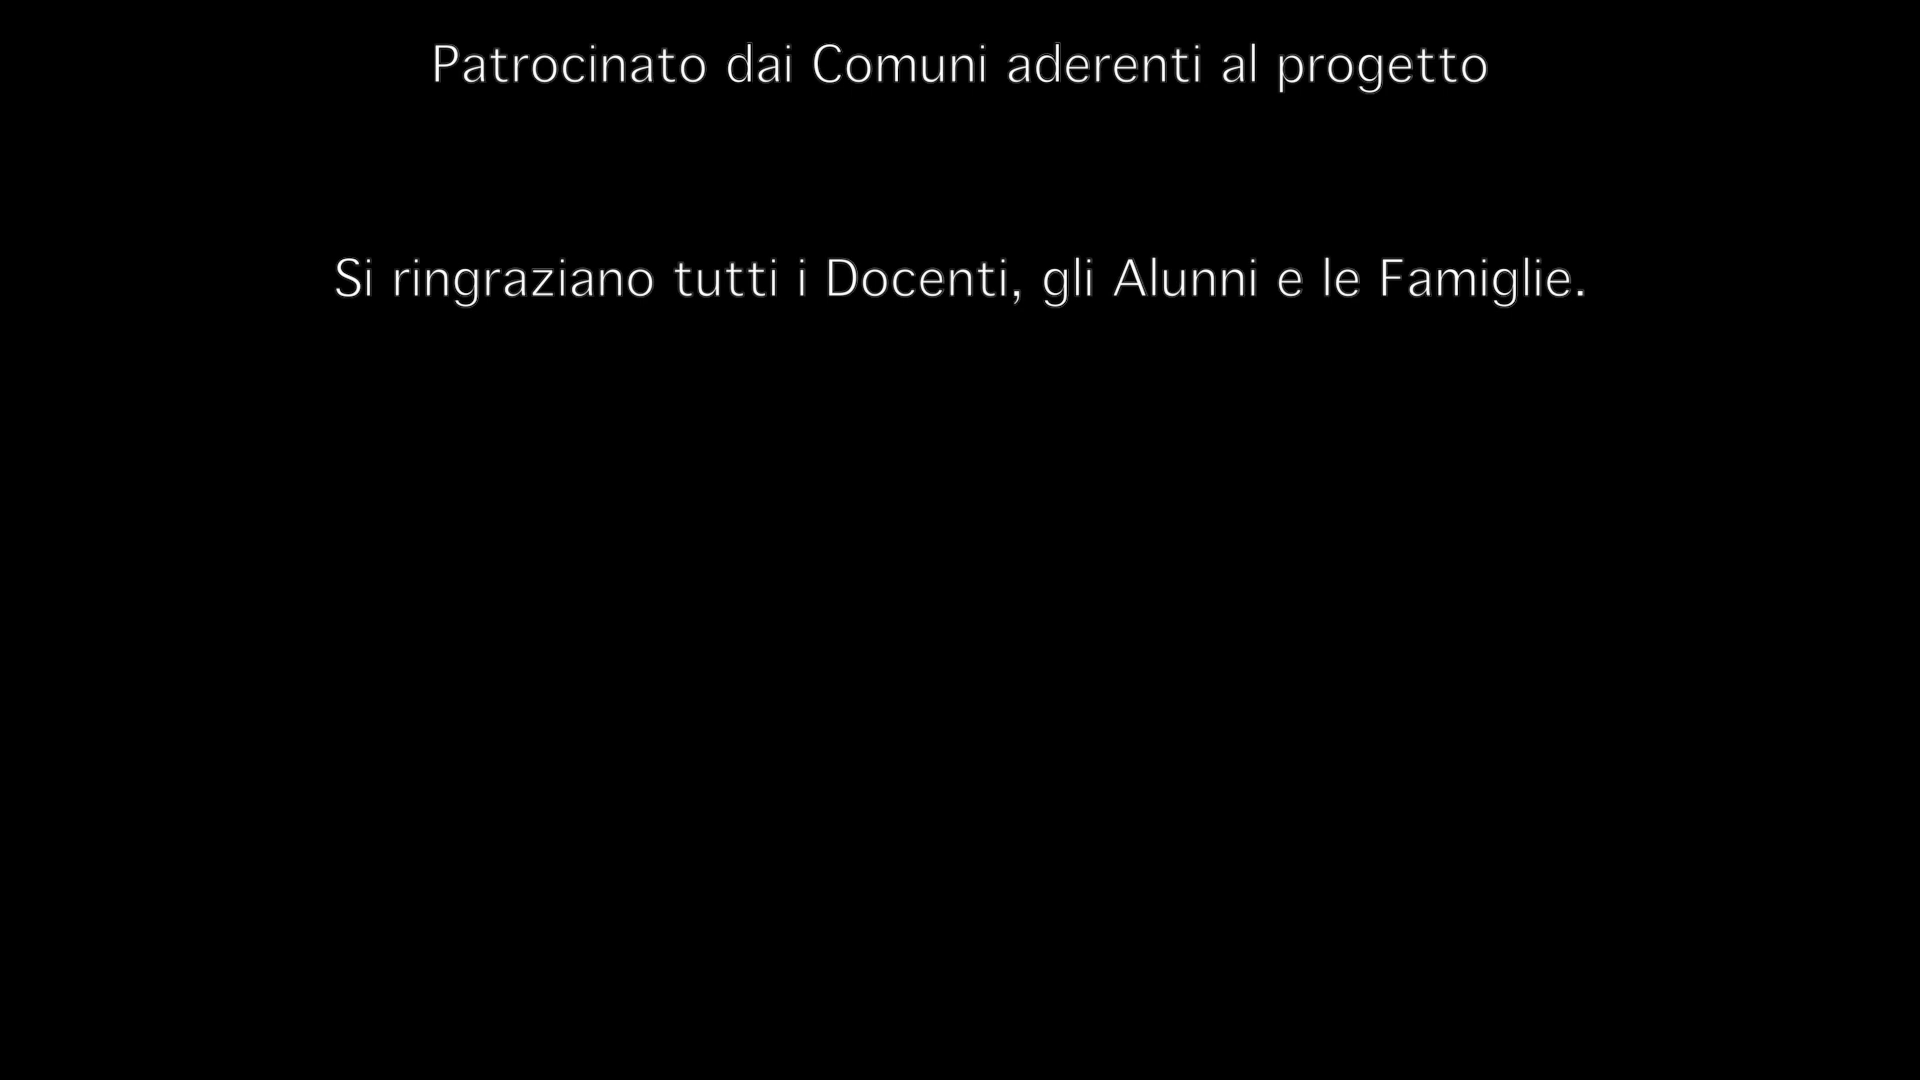 Patrocinato dai Comuni aderenti al progetto
Si ringraziano tutti i Docenti, gli Alunni e le Famiglie.